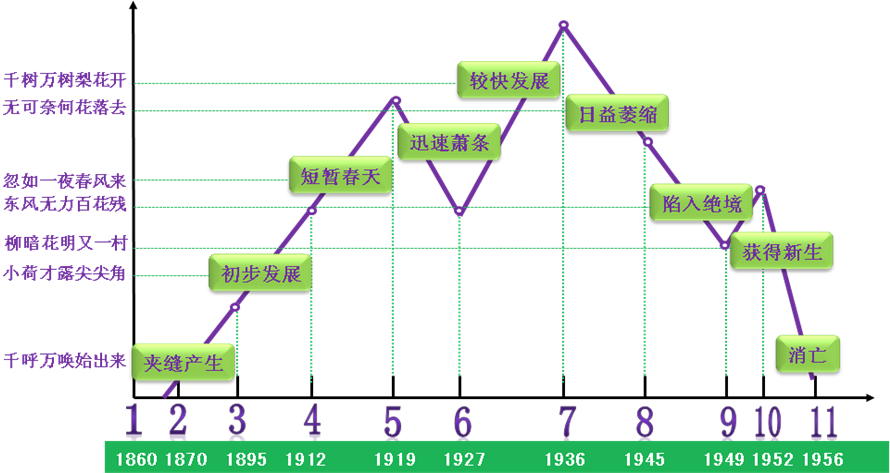 千树万树梨花开
无可奈何花落去
忽如一夜春风来
东风无力百花残
柳暗花明又一村
小荷才露尖尖角
千呼万唤始出来
较快发展
日益萎缩
迅速萧条
短暂春天
陷入绝境
获得新生
初步发展
夹缝产生
消亡
1 2 3 4 5 6 7 8 9 10 11
1860 1870 1895 1912 1919 1927 1936 1945 1949 1952 1956